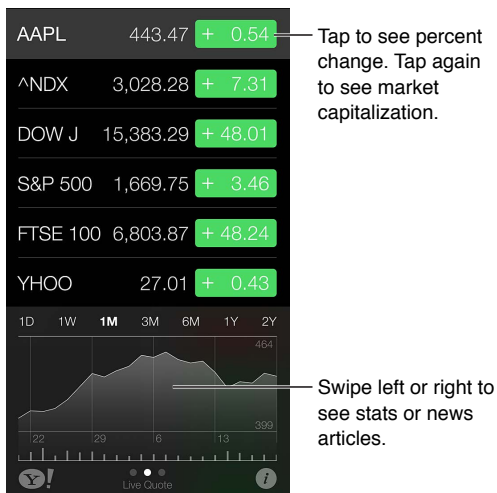 AAPL 443.47 + 0.54
Tap to see percent
change. Tap again
to see market
capitalization.
^NDX 3,028.28 + 7.31
DOW J 15,383.29 + 48.01
S&P 500 1,669.75 + 3.46
FTSE 100 6,803.87 + 48.24
YHOO 27.01 + 0.43
1D 1W 1M 3M 6M 1Y 2Y
464
399
22 29 6 13
Swipe left or right to
see stats or news
articles.
Y!
Live Quote
i